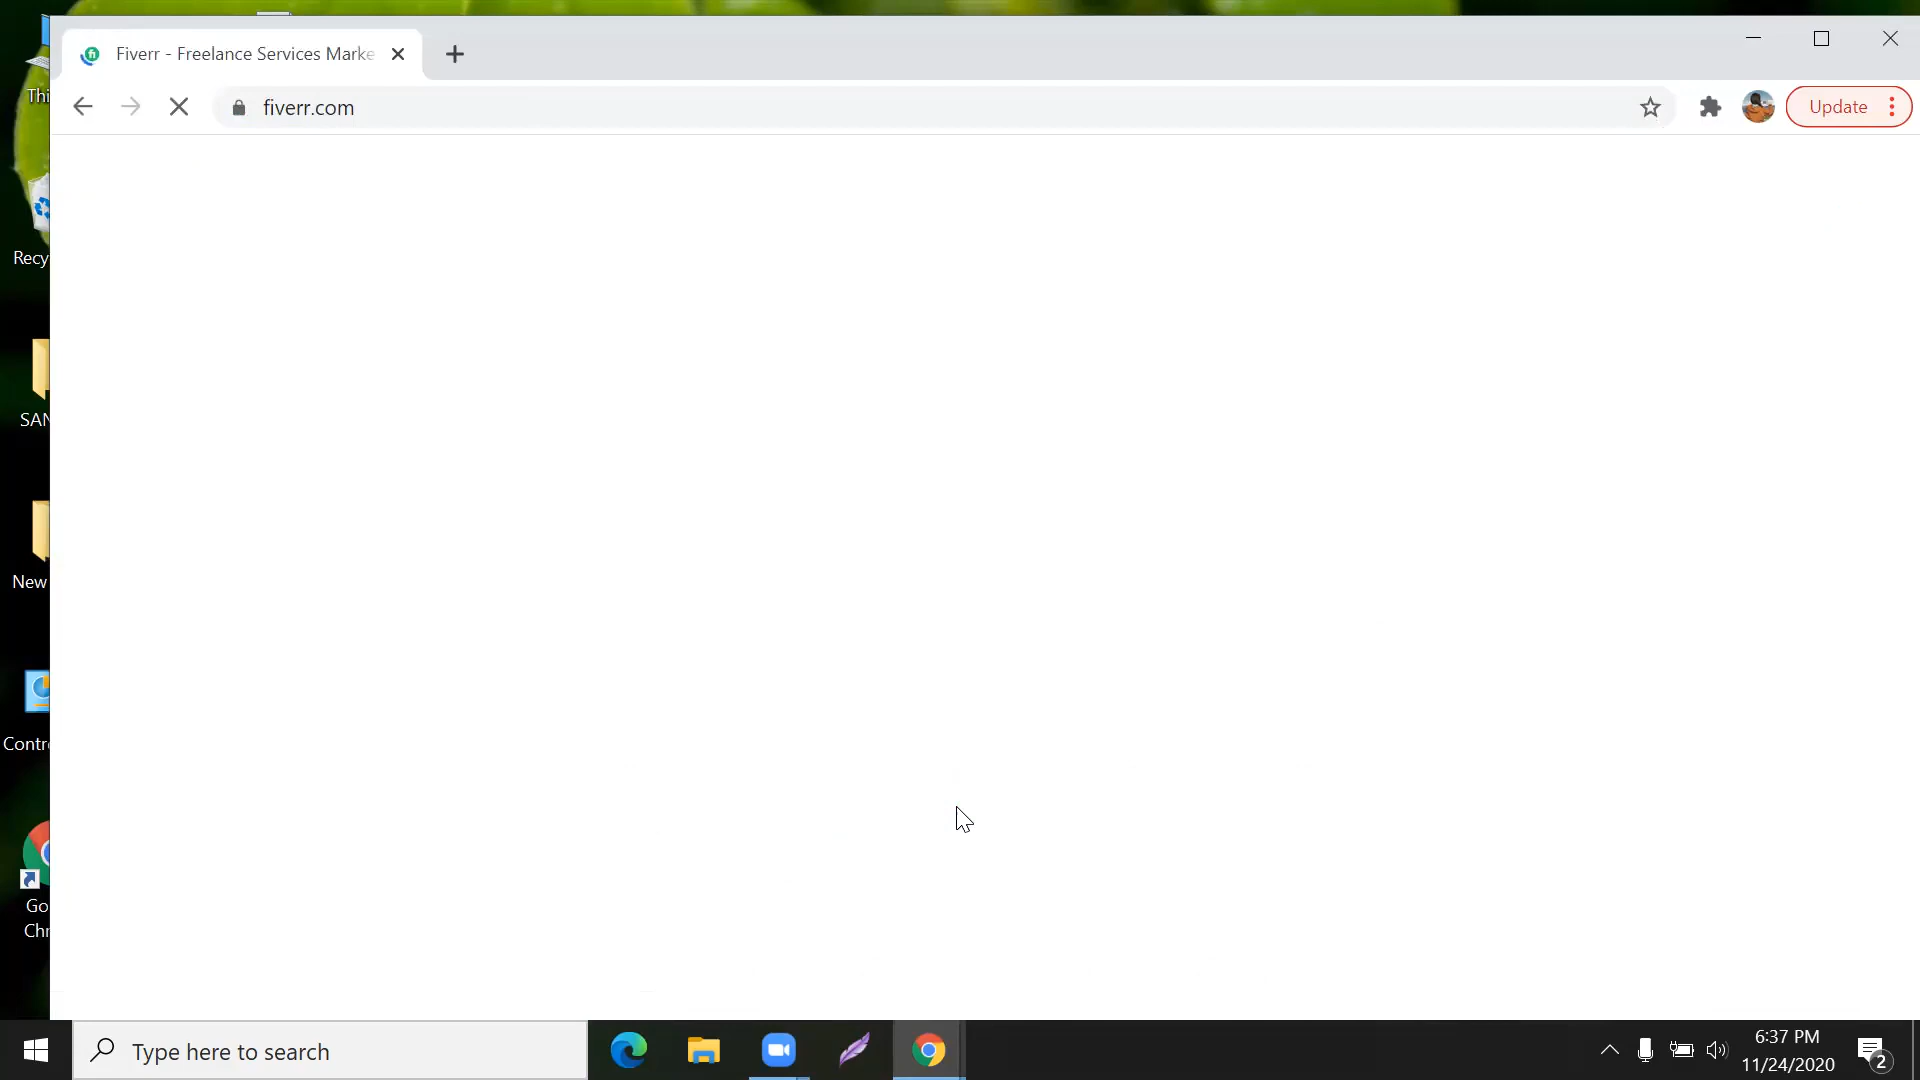 Fiverr - Freelance Services Marke
fiverr.com
Update
Thi
Recy
SAN
New
Contro
Go
Chr
Type here to search
6:37 PM
11/24/2020
2